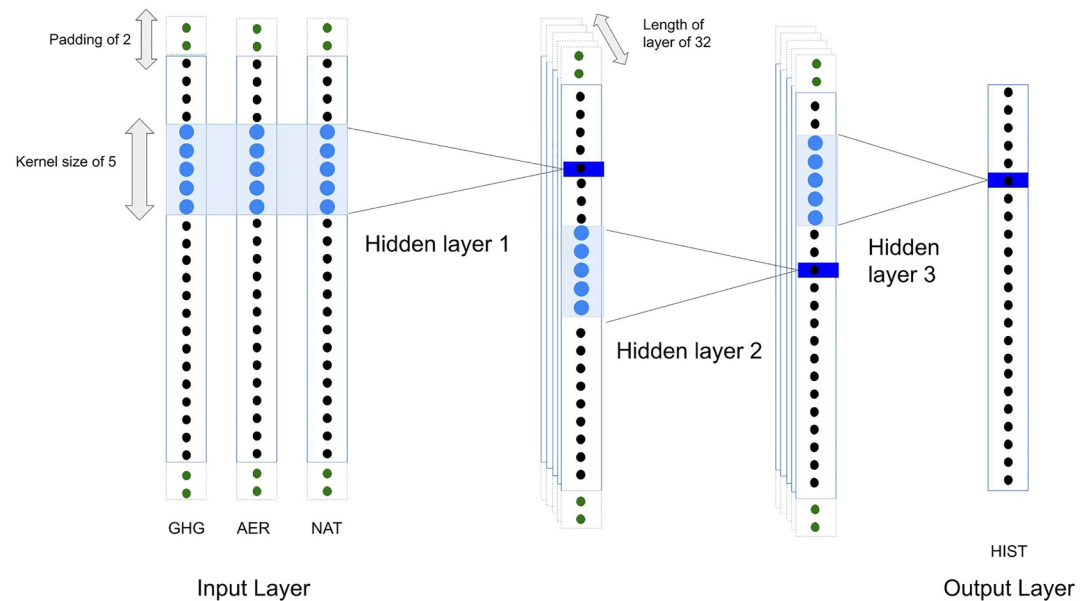 Padding of 2
Length of
layer of 32
Kernel size of 5
Hidden layer 1
Hidden
layer 3
Hidden layer 2
GHG
AER
NAT
HIST
Input Layer
Output Layer